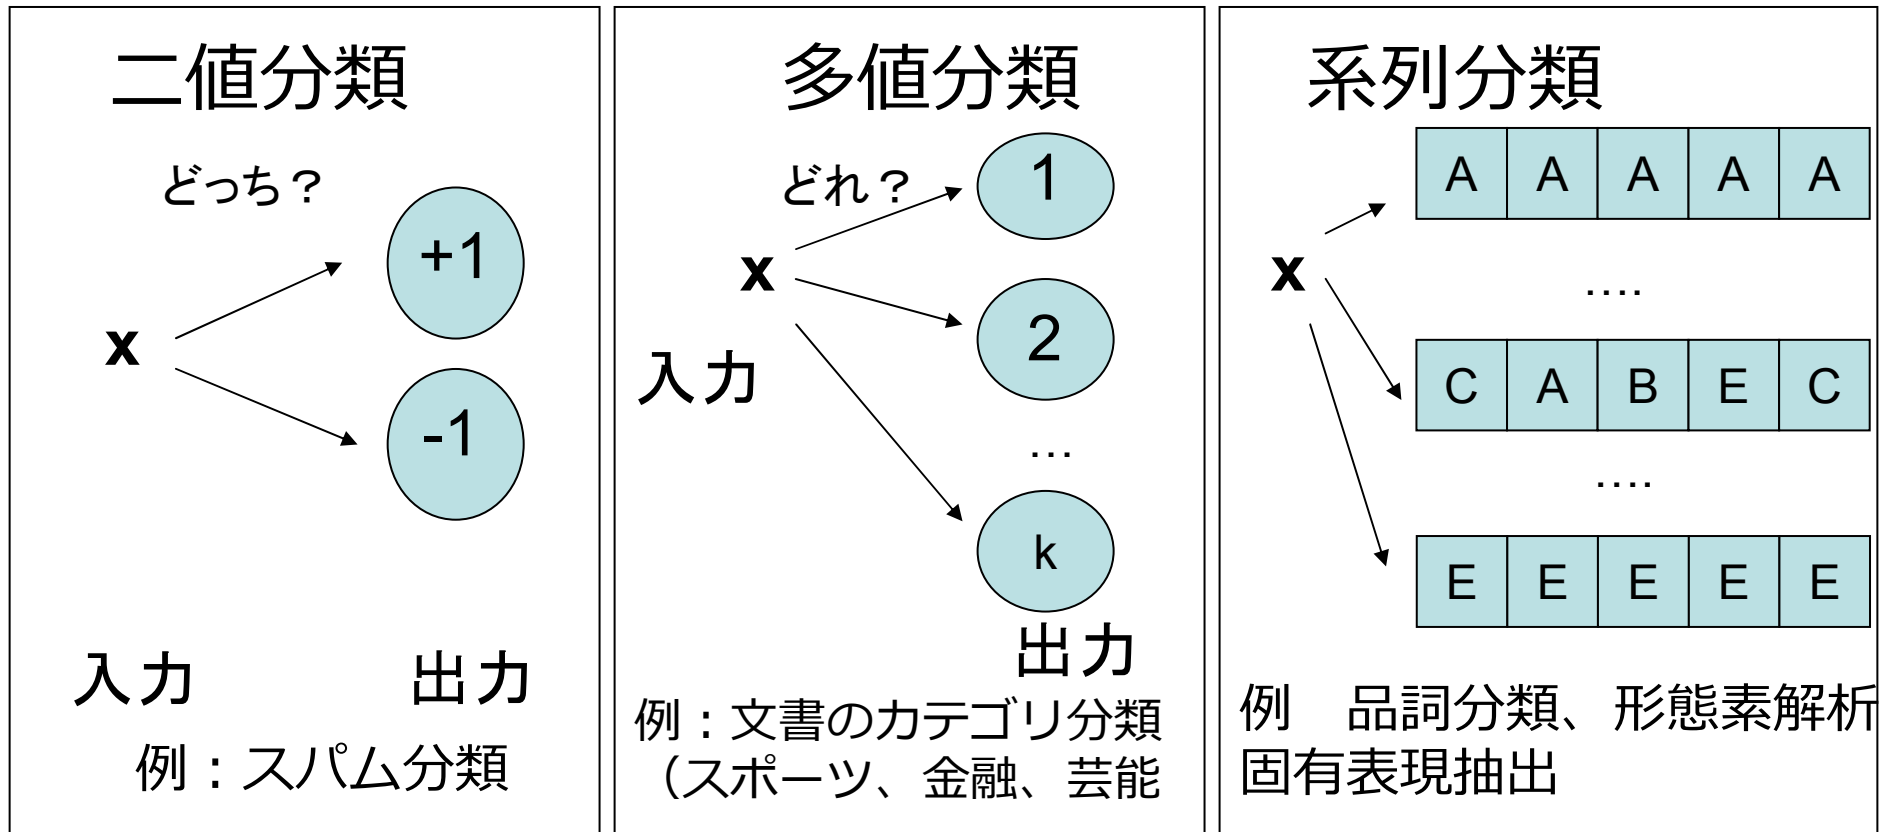 二値分類
どっち？
+1
x
-1
入力 出力
例：スパム分類
多値分類
どれ？
1
x
2
入力
…
k
出力
例：文書のカテゴリ分類
（スポーツ、金融、芸能
系列分類
A A A A A
x
….
C A B E C
….
E E E E E
例　品詞分類、形態素解析
固有表現抽出